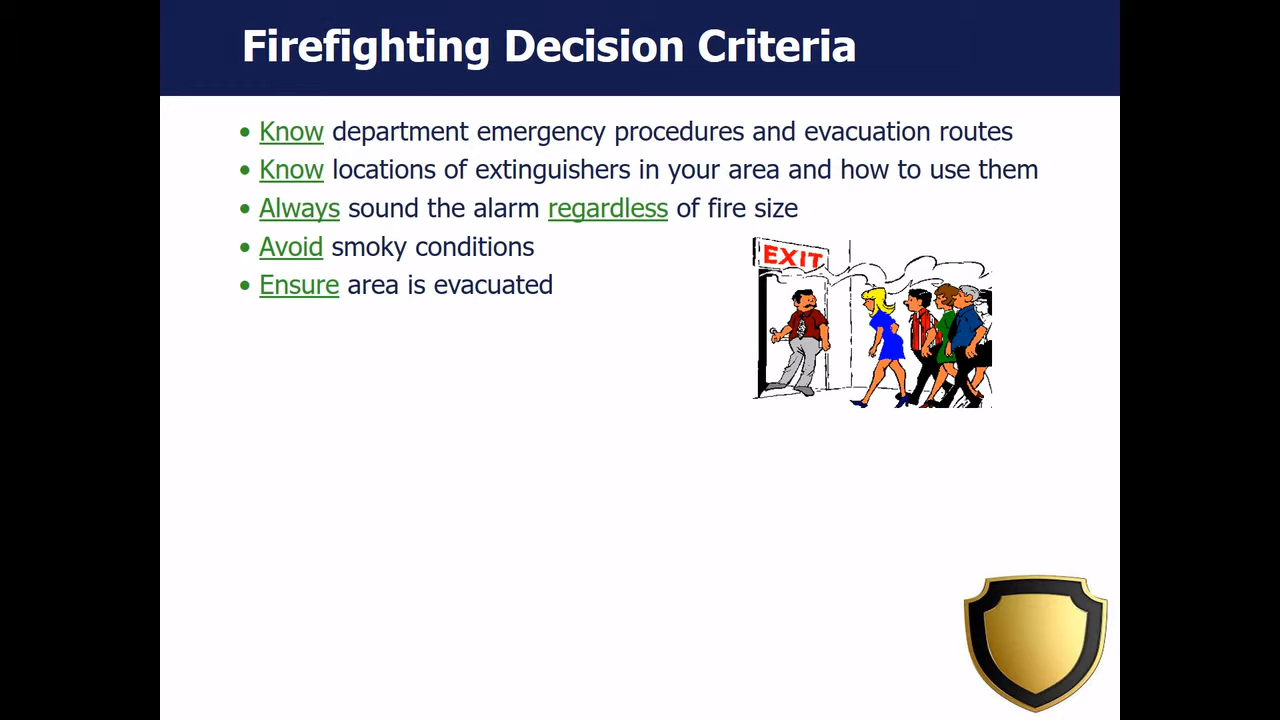 Firefighting Decision Criteria
• Know department emergency procedures and evacuation routes
• Know locations of extinguishers in your area and how to use them
• Always sound the alarm regardless of fire size
• Avoid smoky conditions
• Ensure area is evacuated
EXIT